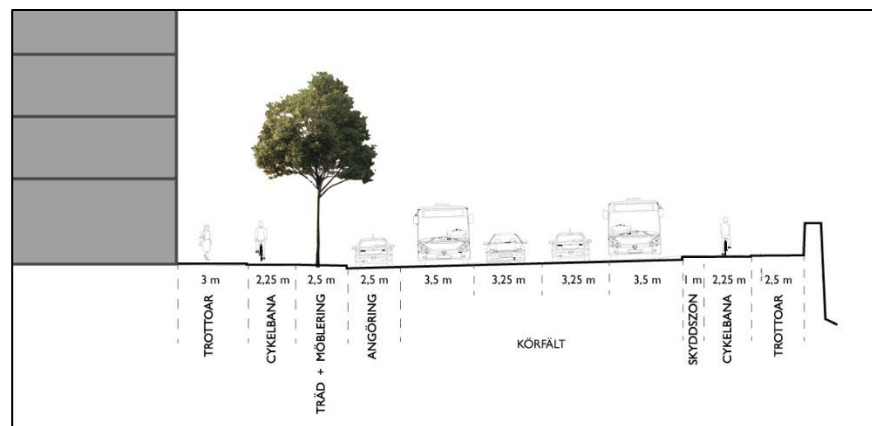 3 m 2,25 m 2,5 m 2,5 m 3,5 m 3,25 m 3,25 m 3,5 m 1 m 2,25 m 2,5 m
TROTTOAR
CYKELBANA
TRÄD + MÖBLERING
ANGÖRING
KÖRFÄLT
SKYDDSZON
CYKELBANA
TROTTOAR